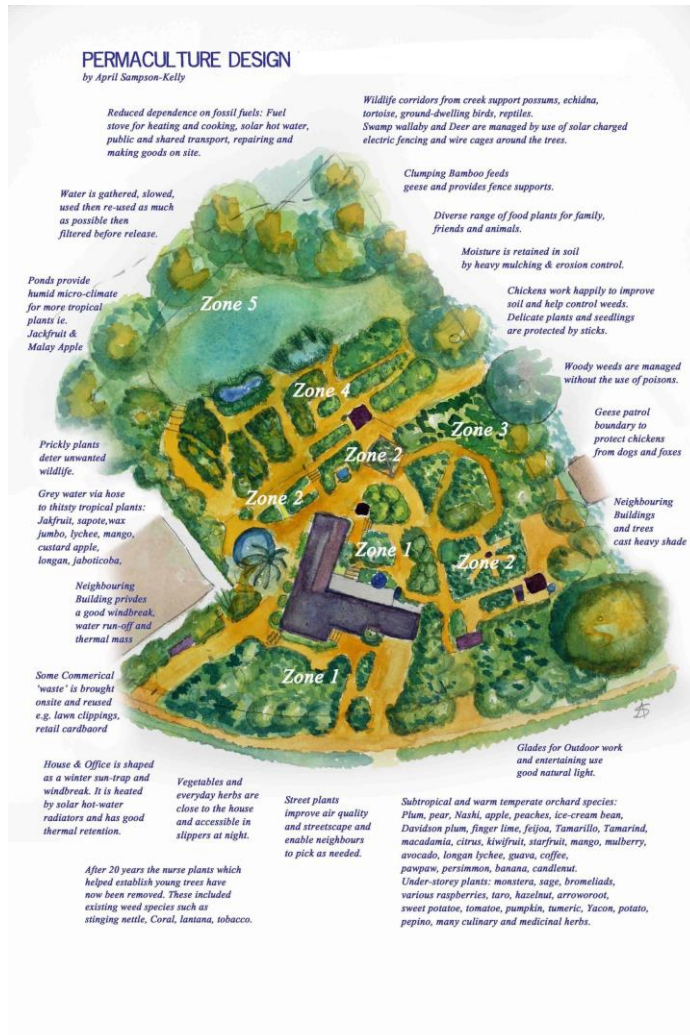 PERMACULTURE DESIGN
by April Sampson-Kelly
Reduced dependence on fossil fuels: Fuel
stove for heating and cooking, solar hot water,
public and shared transport, repairing and
making goods on site.
Wildlife corridors from creek support possums, echidna,
tortoise, ground-dwelling birds, reptiles.
Swamp wallaby and Deer are managed by use of solar charged
electric fencing and wire cages around the trees.
Clumping Bamboo feeds
geese and provides fence supports.
Water is gathered, slowed,
used then re-used as much
as possible then
filtered before release.
Diverse range of food plants for family,
friends and animals.
Moisture is retained in soil
by heavy mulching & erosion control.
Ponds provide
humid micro-climate
for more tropical
plants ie.
Jackfruit &
Malay Apple
Chickens work happily to improve
soil and help control weeds.
Delicate plants and seedlings
are protected by sticks.
Zone 5
Woody weeds are managed
without the use of poisons.
Zone 4
Geese patrol
boundary to
protect chickens
from dogs and foxes
Zone 3
Prickly plants
deter unwanted
wildlife.
Zone 2
Grey water via hose
to thitsty tropical plants:
Jakfruit, sapote,wax
jumbo, lychee, mango,
custard apple,
longan, jaboticoba,
Zone 2
Neighbouring
Buildings
and trees
cast heavy shade
Zone 1
Zone 2
Neighbouring
Building privdes
a good windbreak,
water run-off and
thermal mass
Zone 1
Some Commerical
'waste' is brought
onsite and reused
e.g. lawn clippings,
retail cardbaord
Glades for Outdoor work
and entertaining use
good natural light.
House & Office is shaped
as a winter sun-trap and
windbreak. It is heated
by solar hot-water
radiators and has good
thermal retention.
Vegetables and
everyday herbs are
close to the house
and accessible in
slippers at night.
Street plants
improve air quality
and streetscape and
enable neighbours
to pick as needed.
Subtropical and warm temperate orchard species:
Plum, pear, Nashi, apple, peaches, ice-cream bean,
Davidson plum, finger lime, feijoa, Tamarillo, Tamarind,
macadamia, citrus, kiwifruit, starfruit, mango, mulberry,
avocado, longan lychee, guava, coffee,
pawpaw, persimmon, banana, candlenut.
Under-storey plants: monstera, sage, bromeliads,
various raspberries, taro, hazelnut, arroworoot,
sweet potatoe, tomatoe, pumpkin, tumeric, Yacon, potato,
pepino, many culinary and medicinal herbs.
After 20 years the nurse plants which
helped establish young trees have
now been removed. These included
existing weed species such as
stinging nettle, Coral, lantana, tobacco.